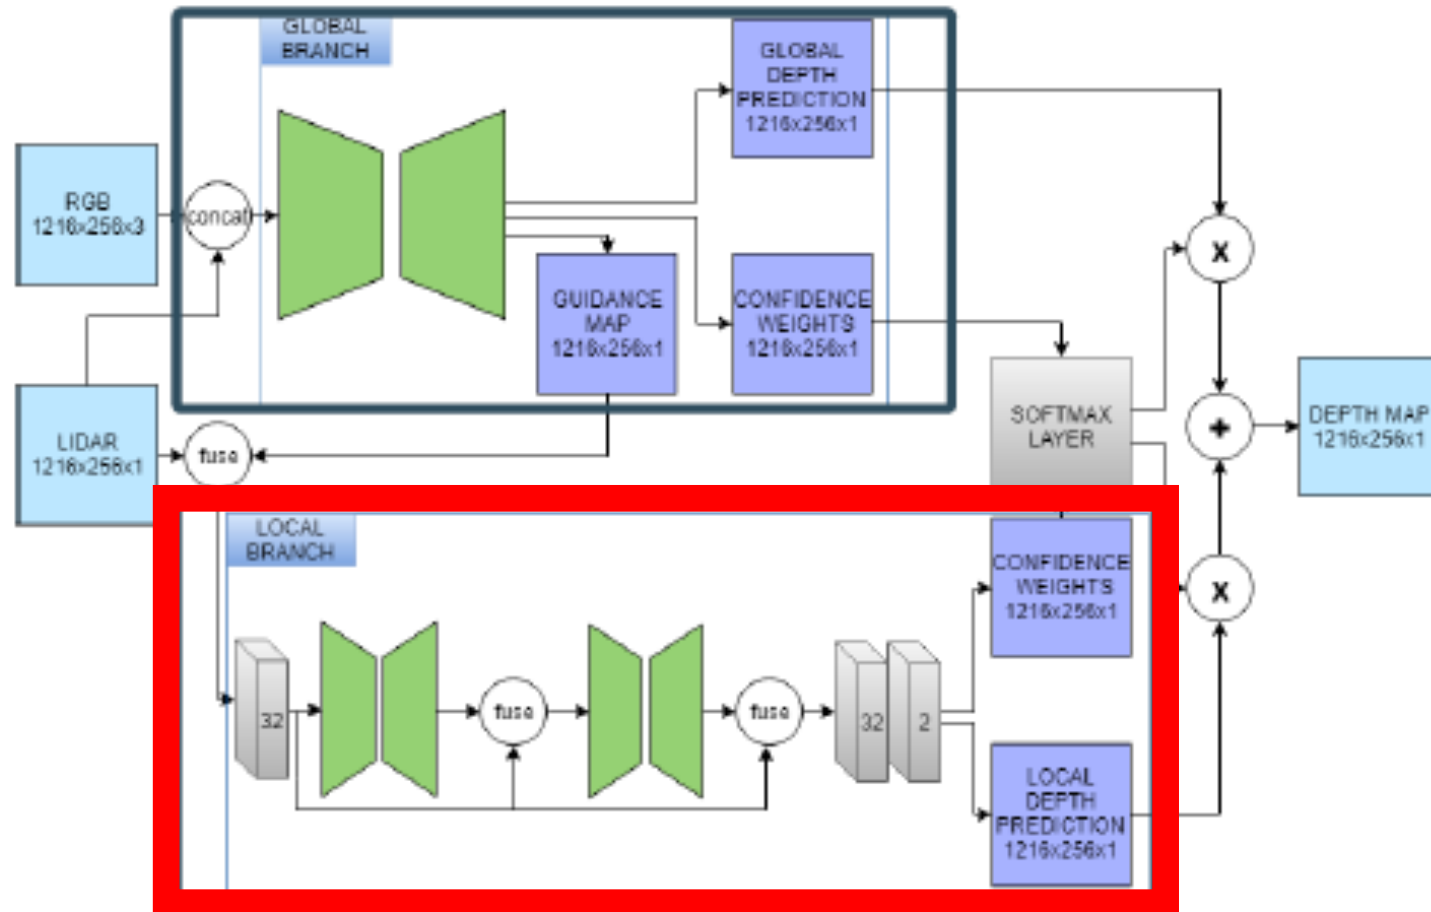 GLOBAL
BRANCH
GLOBAL
DEPTH
PREDICTION
1216x256x1
RGB
1216x256x3
concat
GUIDANCE
MAP
1216x256x1
CONFIDENCE
WEIGHTS
1216x256x1
LIDAR
1216x256x1
fuse
SOFTMAX
LAYER
X
+
DEPTH MAP
1216x256x1
LOCAL
BRANCH
CONFIDENCE
WEIGHTS
1216x256x1
X
32
fuse
fuse
32
2
LOCAL
DEPTH
PREDICTION
1216x256x1